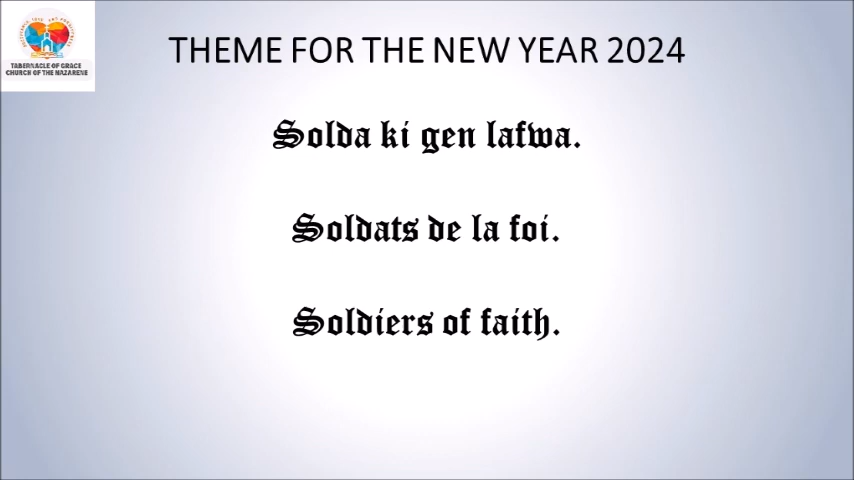 TABERNACLE OF GRACE
CHURCH OF THE NAZARENE
THEME FOR THE NEW YEAR 2024
Solda ki gen lafwa.
Soldats de la foi.
Soldiers of faith.